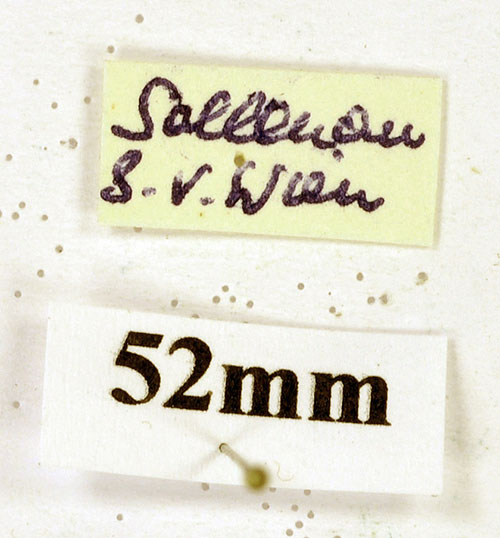 Sollenau
S. v. Wien
52mm